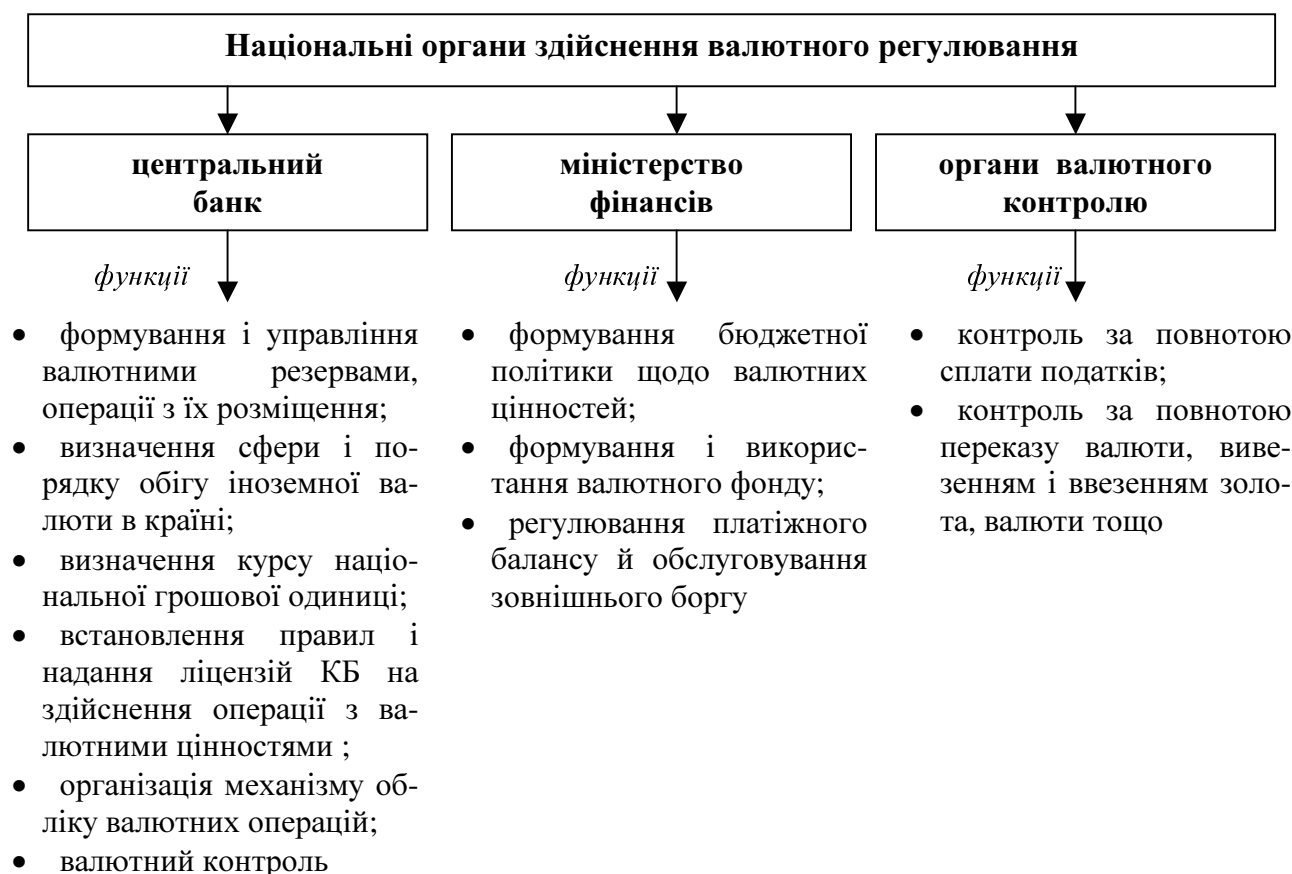 Національні органи здійснення валютного регулювання
центральний
банк
міністерство
фінансів
органи валютного
контролю
функції
функції
функції
• формування і управління
валютними резервами,
операції з їх розміщення;
• визначення сфери і по-
рядку обігу іноземної ва-
люти в країні;
• визначення курсу націо-
нальної грошової одиниці;
• встановлення правил і
надання ліцензій КБ на
здійснення операції з ва-
лютними цінностями ;
• організація механізму об-
ліку валютних операцій;
• валютний контроль
• формування бюджетної
політики щодо валютних
цінностей;
• формування і викорис-
тання валютного фонду;
• регулювання платіжного
балансу й обслуговування
зовнішнього боргу
• контроль за повнотою
сплати податків;
• контроль за повнотою
переказу валюти, виве-
зенням і ввезенням золо-
та, валюти тощо